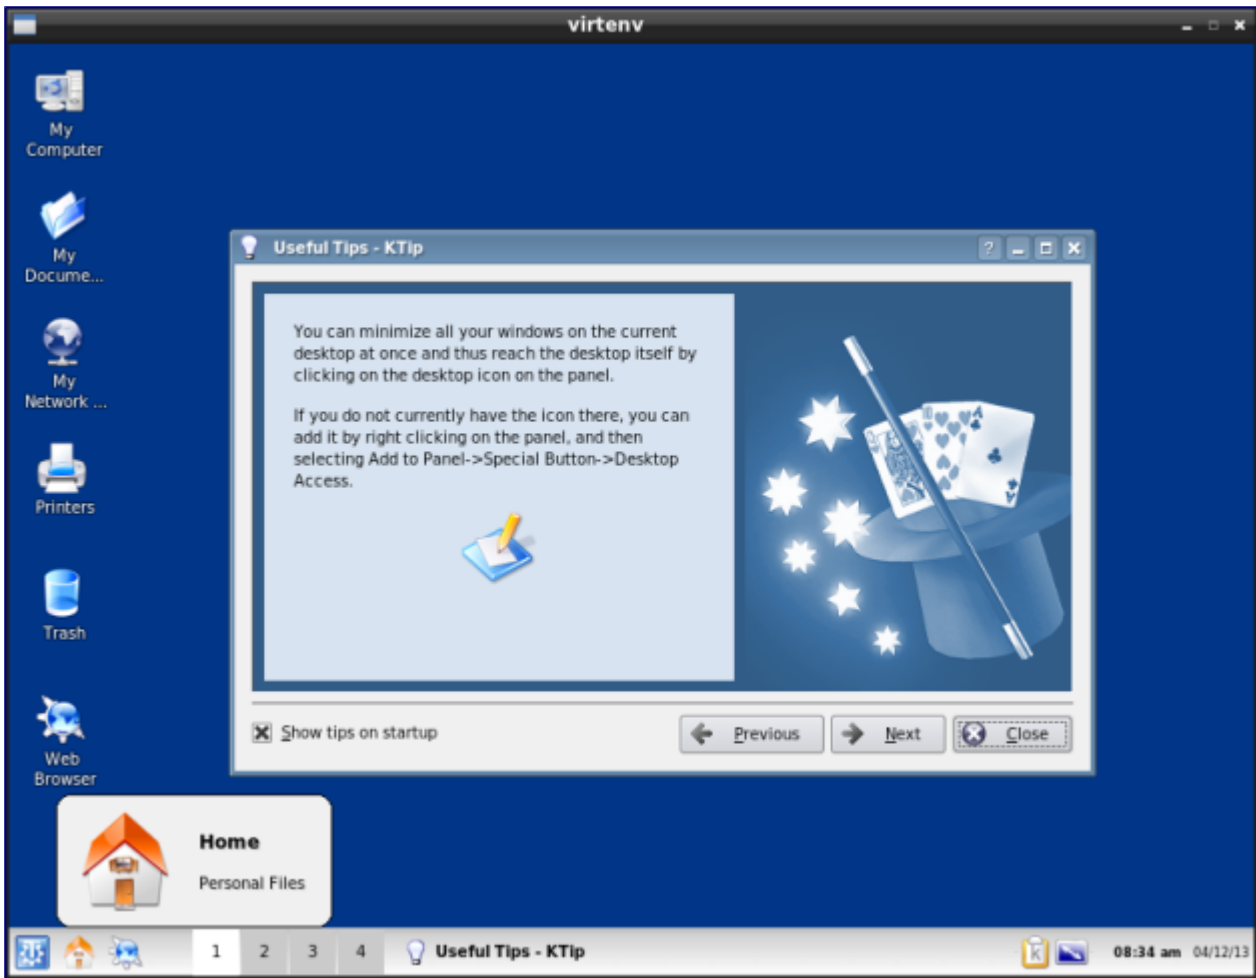 virtenv
My
Computer
My
Docume...
My
Network ...
Printers
Trash
Web
Browser
Useful Tips - KTip
You can minimize all your windows on the current
desktop at once and thus reach the desktop itself by
clicking on the desktop icon on the panel.
If you do not currently have the icon there, you can
add it by right clicking on the panel, and then
selecting Add to Panel->Special Button->Desktop
Access.
10
A
Show tips on startup
Previous
Next
Close
Home
Personal Files
1 2 3 4 Useful Tips - KTip 08:34 am 04/12/13